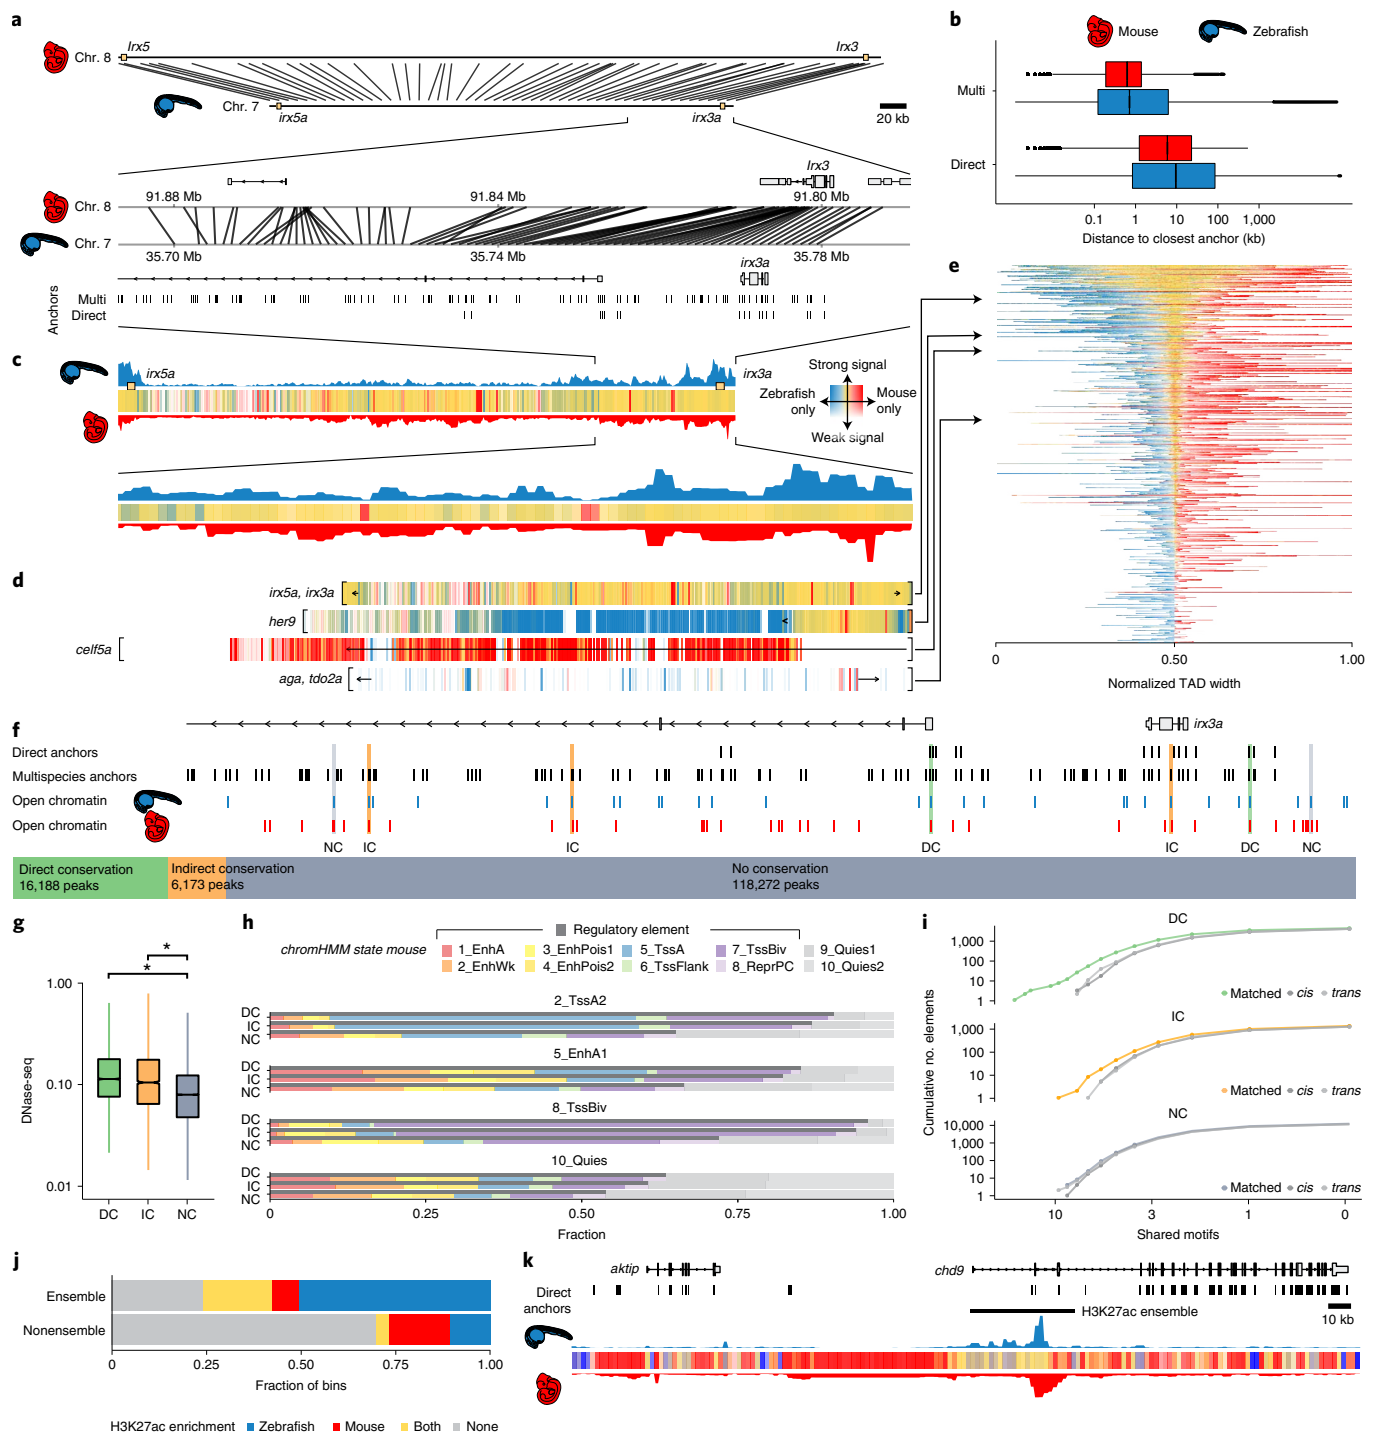 a
Irx5
Irx3
Chr. 8
Chr. 7
irx5a
irx3a
20 kb
Irx3
91.88 Mb
91.84 Mb
91.80 Mb
Chr. 8
Chr. 7
35.70 Mb
35.74 Mb
35.78 Mb
irx3a
Anchors
Multi
Direct
b
Mouse
Zebrafish
Multi
Direct
0.1 1 10 100 1,000
Distance to closest anchor (kb)
c
irx5a
irx3a
Strong signal
Zebrafish only
Mouse only
Weak signal
d
irx5a, irx3a
her9
celf5a
aga, tdo2a
e
0 0.50 1.00
Normalized TAD width
f
irx3a
Direct anchors
Multispecies anchors
Open chromatin
Open chromatin
NC IC IC DC IC DC NC
Direct conservation
16,188 peaks
Indirect conservation
6,173 peaks
No conservation
118,272 peaks
g
* *
1.00
0.10
0.01
DNase-seq
DC IC NC
h
Regulatory element
chromHMM state mouse
1_EnhA 3_EnhPois1 5_TssA 7_TssBiv 9_Quies1
2_EnhWk 4_EnhPois2 6_TssFlank 8_ReprPC 10_Quies2
2_TssA2
DC
IC
NC
5_EnhA1
DC
IC
NC
8_TssBiv
DC
IC
NC
10_Quies
DC
IC
NC
0 0.25 0.50 0.75 1.00
Fraction
i
DC
1,000
100
10
1
Matched cis trans
IC
1,000
100
10
1
Matched cis trans
NC
10,000
1,000
100
10
1
Matched cis trans
Cumulative no. elements
10 3 1 0
Shared motifs
j
Ensemble
Nonensemble
0 0.25 0.50 0.75 1.00
Fraction of bins
H3K27ac enrichment Zebrafish Mouse Both None
k
aktip
chd9
Direct anchors
H3K27ac ensemble
10 kb